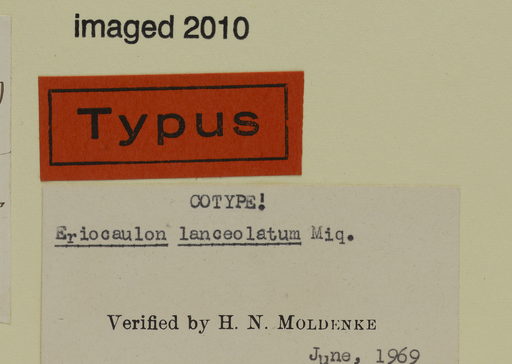 imaged 2010
Typus
COTYPE!
Eriocaulon lanceolatum Miq.
Verified by H. N. MOLDENKE
June, 1969